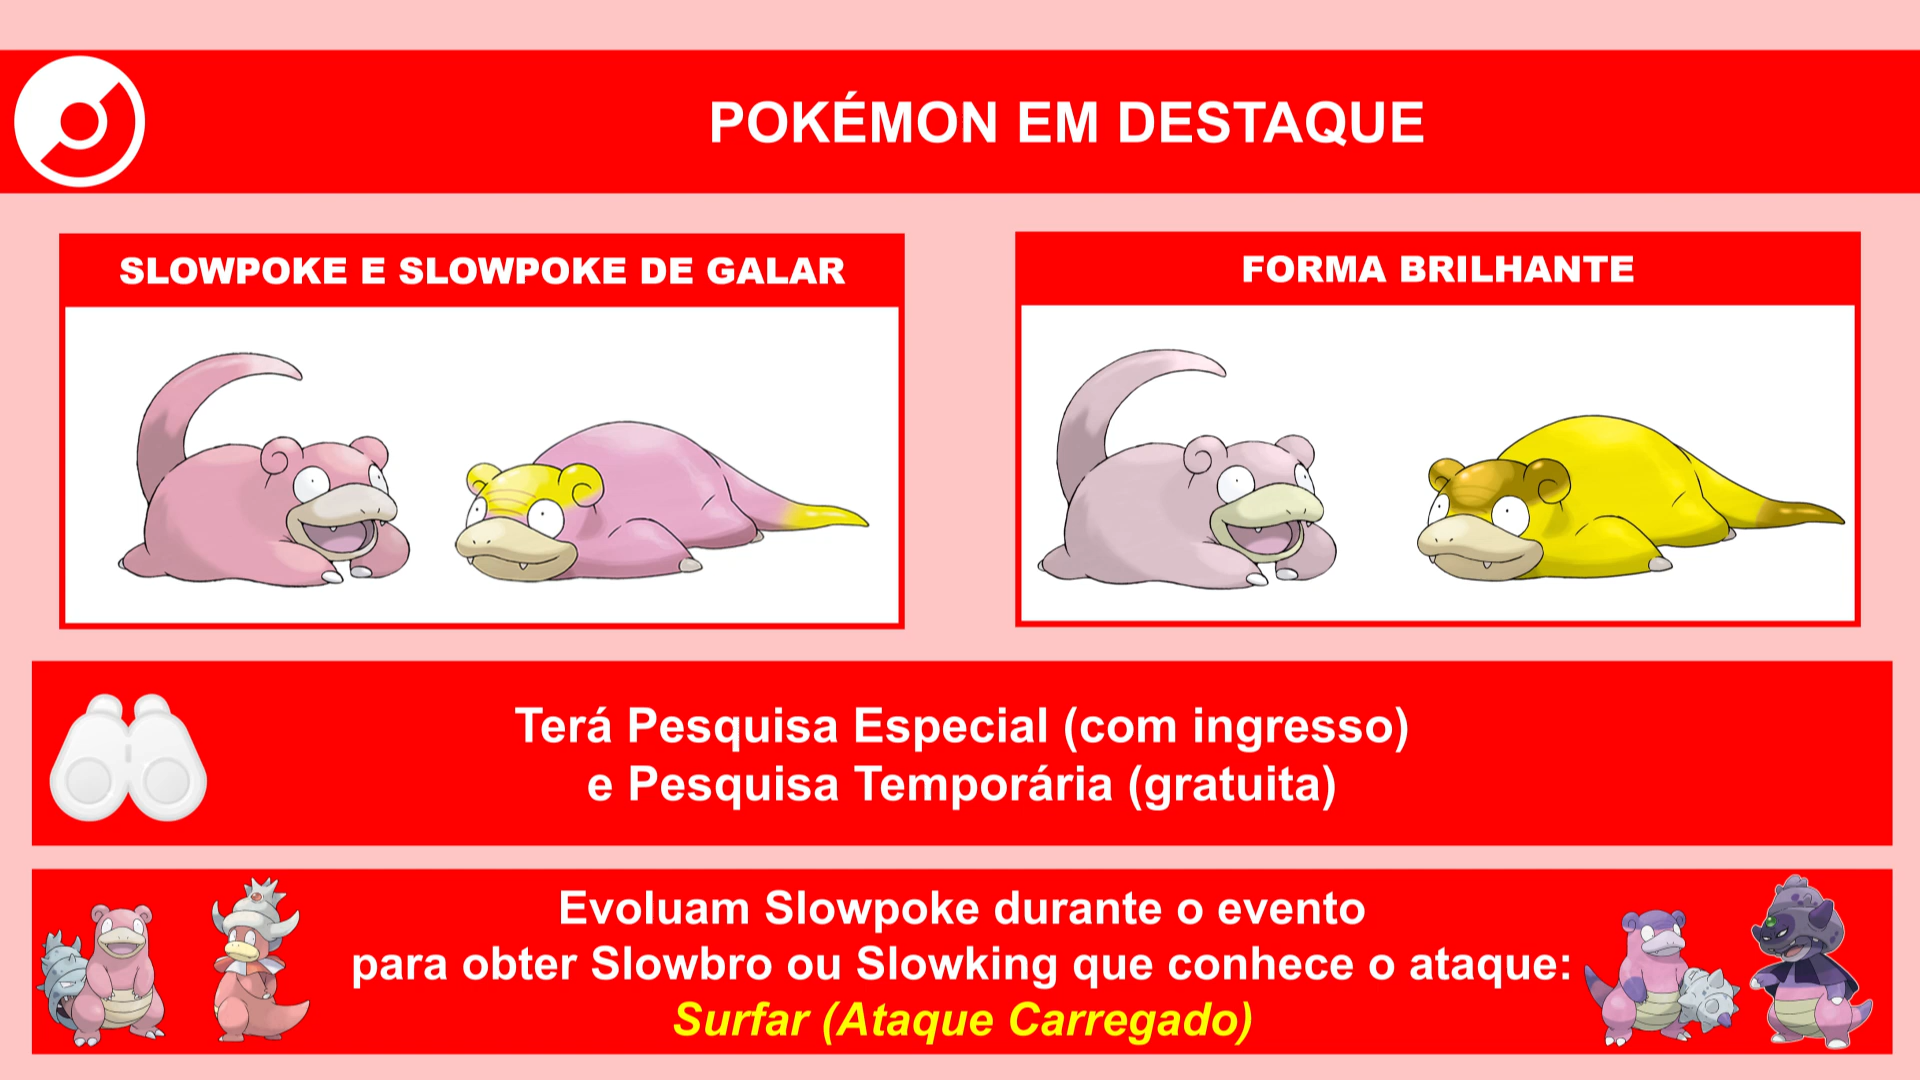 POKÉMON EM DESTAQUE
SLOWPOKE E SLOWPOKE DE GALAR
FORMA BRILHANTE
Terá Pesquisa Especial (com ingresso)
e Pesquisa Temporária (gratuita)
Evoluam Slowpoke durante o evento
para obter Slowbro ou Slowking que conhece o ataque:
Surfar (Ataque Carregado)